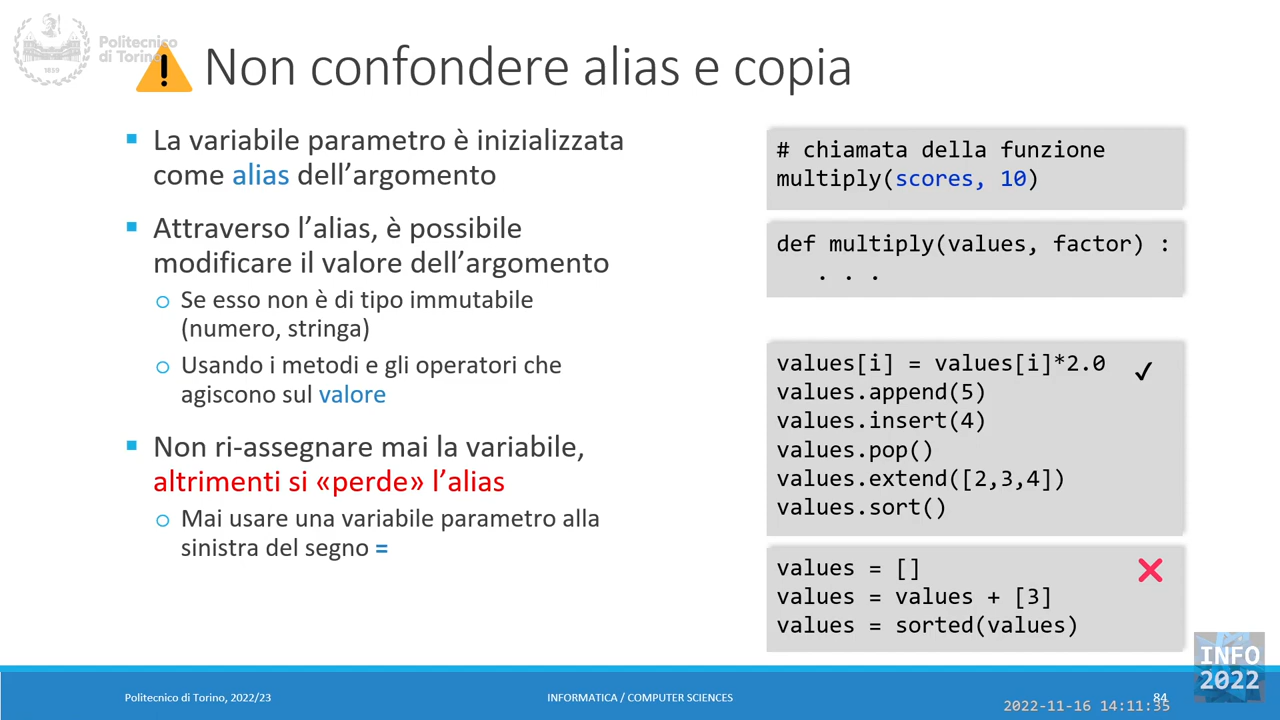 Politecnico
di Torino
Non confondere alias e copia
La variabile parametro è inizializzata
come alias dell'argomento
Attraverso l'alias, è possibile
modificare il valore dell'argomento
Se esso non è di tipo immutabile
(numero, stringa)
Usando i metodi e gli operatori che
agiscono sul valore
Non ri-assegnare mai la variabile,
altrimenti si «perde» l'alias
Mai usare una variabile parametro alla
sinistra del segno =
# chiamata della funzione
multiply(scores, 10)
def multiply(values, factor) :
. . .
values[i] = values[i]*2.0
values.append(5)
values.insert(4)
values.pop()
values.extend([2,3,4])
values.sort()
values = []
values = values + [3]
values = sorted(values)
Politecnico di Torino, 2022/23
INFORMATICA / COMPUTER SCIENCES
84
INFO
2022
2022-11-16 14:11:35